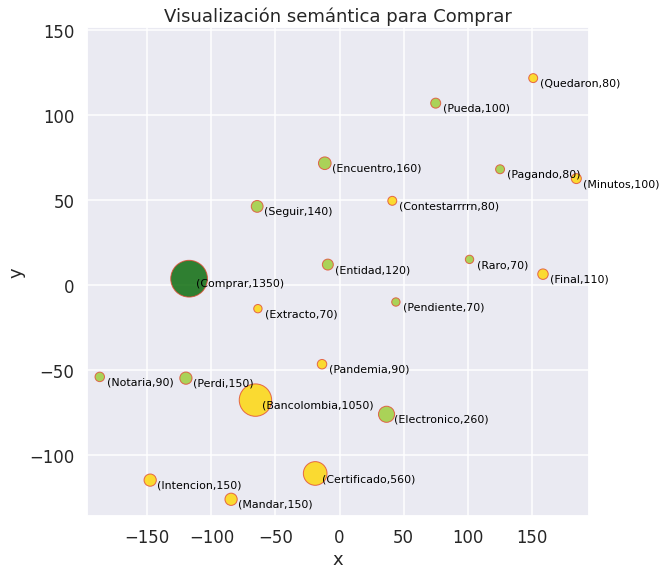 Visualización semántica para Comprar
150
(Quedaron,80)
100
(Pueda,100)
(Encuentro,160)
(Pagando,80)
(Minutos,100)
50
(Contestarrrrn,80)
(Seguir,140)
(Entidad,120)
(Raro,70)
y
0
(Comprar,1350)
(Final,110)
(Pendiente,70)
(Extracto,70)
−50
(Pandemia,90)
(Notaria,90)
(Perdi,150)
(Bancolombia,1050)
(Electronico,260)
−100
(Certificado,560)
(Intencion,150)
(Mandar,150)
−150 −100 −50 0 50 100 150
x